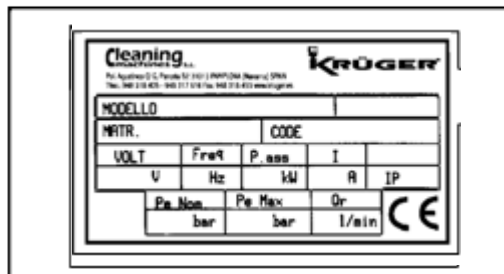 Cleaning KRÜGER
machines S.L.
MODELLO
MATR. CODE
VOLT Freq P.ass I
V Hz kW A IP
Pe Nom. Pe Max Qr
bar bar l/min CE